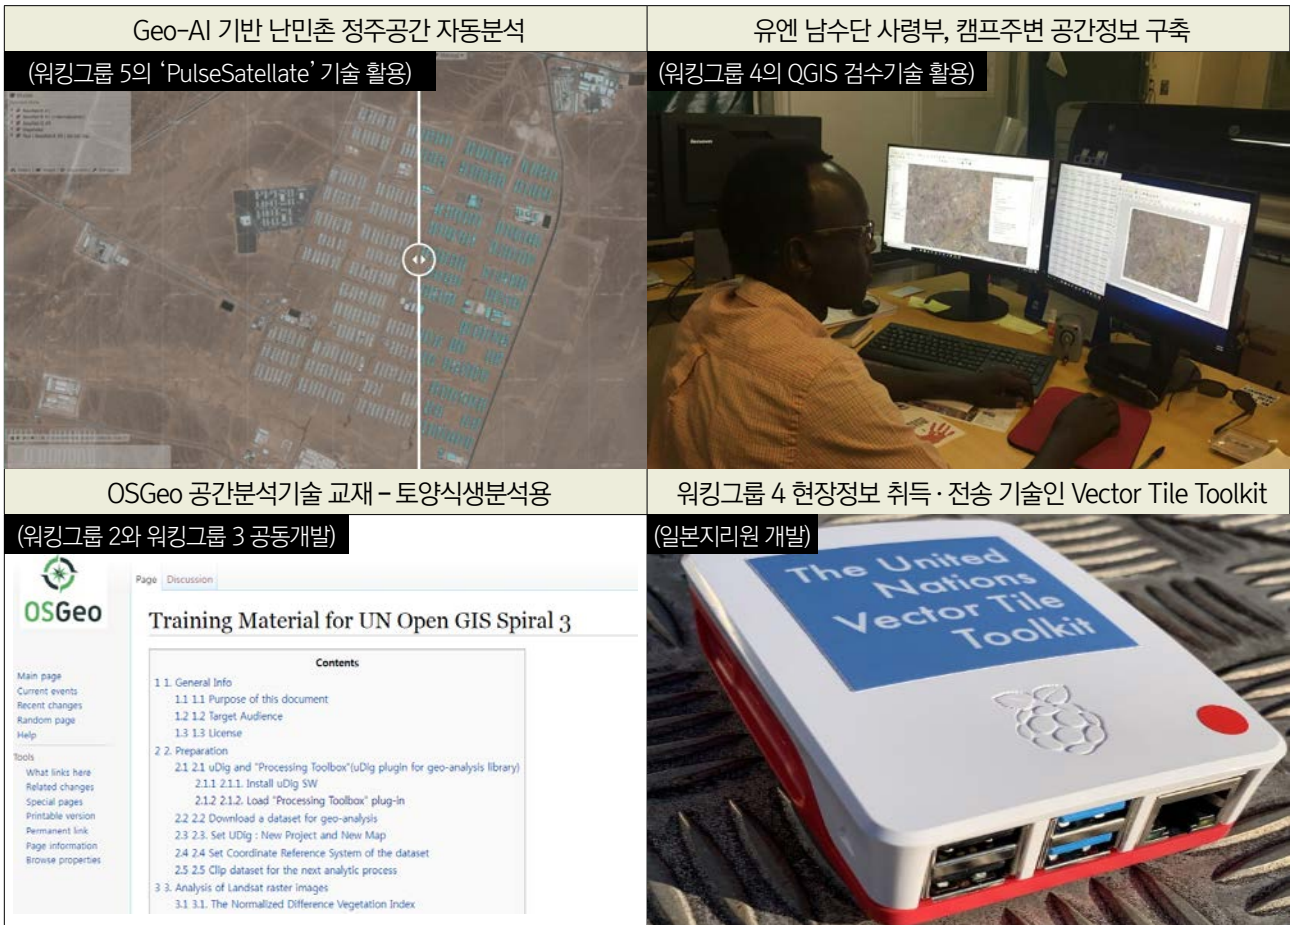 Geo-AI 기반 난민촌 정주공간 자동분석
(워킹그룹 5의 ‘PulseSatellate’ 기술 활용)
유엔 남수단 사령부, 캠프주변 공간정보 구축
(워킹그룹 4의 QGIS 검수기술 활용)
OSGeo 공간분석기술 교재 – 토양식생분석용
(워킹그룹 2와 워킹그룹 3 공동개발)
OSGeo
Main page
Current events
Recent changes
Random page
Help
Tools
What links here
Related changes
Special pages
Printable version
Permanent link
Page information
Browse properties
Page Discussion
Training Material for UN Open GIS Spiral 3
Contents
1 1. General Info
1.1 1.1 Purpose of this document
1.2 1.2 Target Audience
1.3 1.3 License
2 2. Preparation
2.1 2.1 uDig and "Processing Toolbox"(uDig plugin for geo-analysis library)
2.1.1 2.1.1. Install uDig SW
2.1.2 2.1.2. Load "Processing Toolbox" plug-in
2.2 2.2 Download a dataset for geo-analysis
2.3 2.3. Set UDig : New Project and New Map
2.4 2.4 Set Coordinate Reference System of the dataset
2.5 2.5 Clip dataset for the next analytic process
3 3. Analysis of Landsat raster images
3.1 3.1. The Normalized Difference Vegetation Index
워킹그룹 4 현장정보 취득 · 전송 기술인 Vector Tile Toolkit
(일본지리원 개발)
The United
Nations
Vector Tile
Toolkit